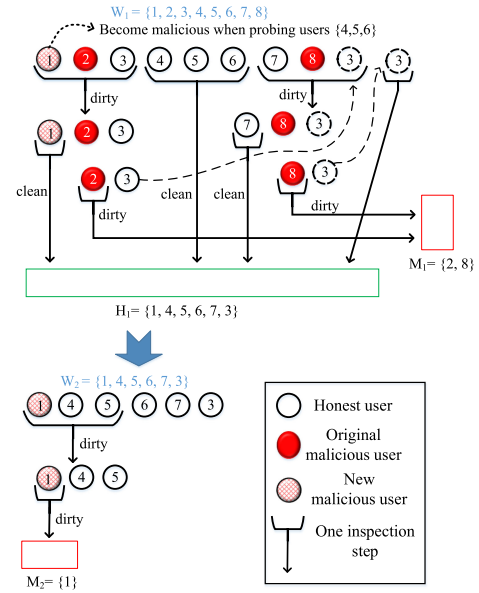 W₁ = {1, 2, 3, 4, 5, 6, 7, 8}
Become malicious when probing users {4,5,6}
1 2 3 4 5 6 7 8 3 3
dirty dirty
1 2 3 7 8 3
2 3 8 3
clean clean clean
dirty dirty
M₁= {2, 8}
H₁= {1, 4, 5, 6, 7, 3}
W₂ = {1, 4, 5, 6, 7, 3}
1 4 5 6 7 3
dirty
1 4 5
dirty
M₂= {1}
Honest user
Original
malicious user
New
malicious user
One inspection
step